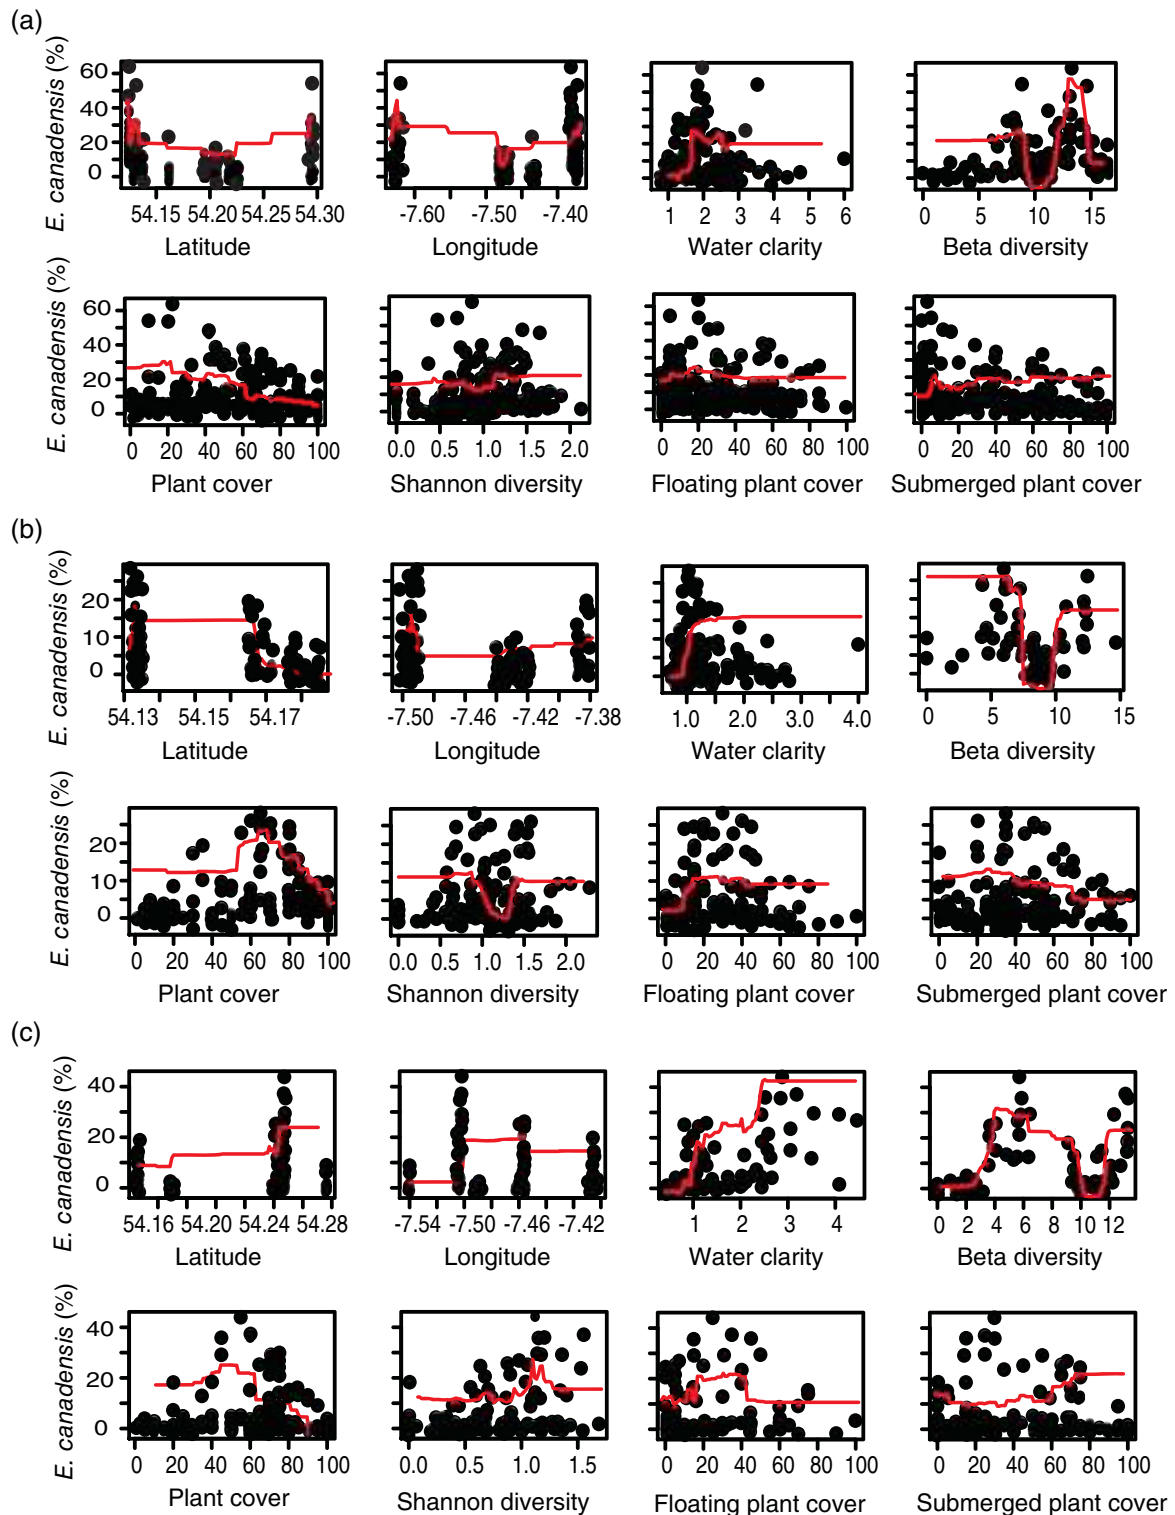 (a)
E. canadensis (%)
60
40
20
0
54.15 54.20 54.25 54.30
-7.60 -7.50 -7.40
1 2 3 4 5 6
0 5 10 15
Latitude Longitude Water clarity Beta diversity
E. canadensis (%)
60
40
20
0
0 20 40 60 80 100
0.0 0.5 1.0 1.5 2.0
0 20 40 60 80 100
0 20 40 60 80 100
Plant cover Shannon diversity Floating plant cover Submerged plant cover
(b)
E. canadensis (%)
20
10
0
54.13 54.15 54.17
-7.50 -7.46 -7.42 -7.38
1.0 2.0 3.0 4.0
0 5 10 15
Latitude Longitude Water clarity Beta diversity
E. canadensis (%)
20
10
0
0 20 40 60 80 100
0.0 0.5 1.0 1.5 2.0
0 20 40 60 80 100
0 20 40 60 80 100
Plant cover Shannon diversity Floating plant cover Submerged plant cover
(c)
E. canadensis (%)
40
20
0
54.16 54.20 54.24 54.28
-7.54 -7.50 -7.46 -7.42
1 2 3 4
0 2 4 6 8 10 12
Latitude Longitude Water clarity Beta diversity
E. canadensis (%)
40
20
0
0 20 40 60 80 100
0.0 0.5 1.0 1.5
0 20 40 60 80 100
0 20 40 60 80 100
Plant cover Shannon diversity Floating plant cover Submerged plant cover